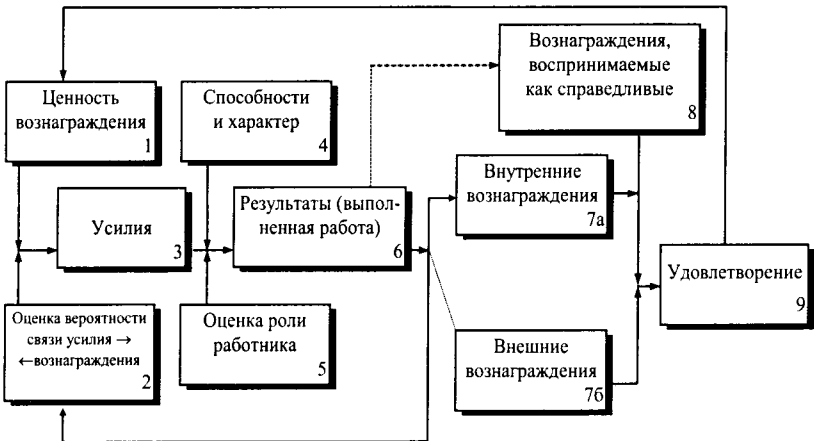 Ценность
вознаграждения
1
Способности
и характер
4
Вознаграждения,
воспринимаемые
как справедливые
8
Усилия
3
Результаты (выпол-
ненная работа)
6
Внутренние
вознаграждения
7а
Удовлетворение
9
Оценка вероятности
связи усилия →
←вознаграждения
2
Оценка роли
работника
5
Внешние
вознаграждения
7б